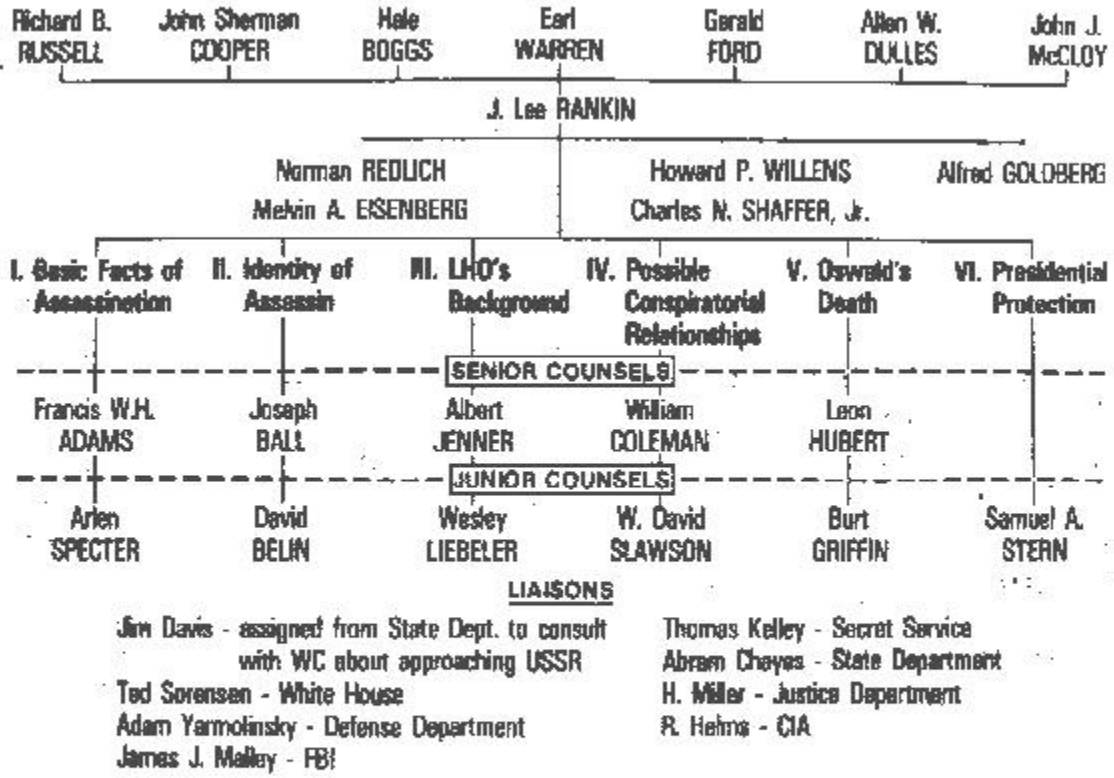 Richard B. John Sherman Hale Earl Gerald Allen W. John J.
RUSSELL COOPER BOGGS WARREN FORD DULLES McCLOY
J. Lee RANKIN
Norman REDLICH Howard P. WILLENS Alfred GOLDBERG
Melvin A. EISENBERG Charles N. SHAFFER, Jr.
I. Basic Facts of II. Identity of III. LHO's IV. Possible V. Oswald's VI. Presidential
Assassination Assassin Background Conspiratorial Death Protection
Relationships
SENIOR COUNSELS
Francis W.H. Joseph Albert William Leon
ADAMS BALL JENNER COLEMAN HUBERT
JUNIOR COUNSELS
Arlen David Wesley W. David Burt Samuel A.
SPECTER BELIN LIEBELER SLAWSON GRIFFIN STERN
LIAISONS
Jim Davis - assigned from State Dept. to consult
with WC about approaching USSR
Ted Sorensen - White House
Adam Yarmolinsky - Defense Department
James J. Malley - FBI
Thomas Kelley - Secret Service
Abram Chayes - State Department
H. Miller - Justice Department
R. Helms - CIA